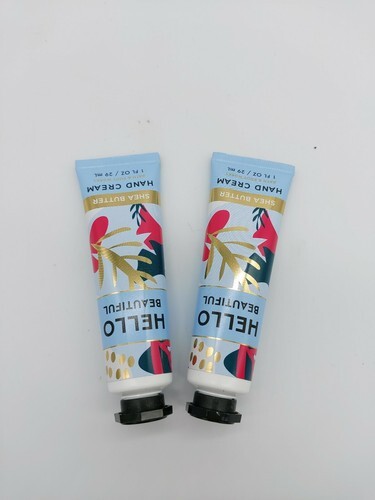 HELLO
BEAUTIFUL
SHEA BUTTER
HAND CREAM
1 FL OZ / 29 mL
HELLO
BEAUTIFUL
SHEA BUTTER
HAND CREAM
1 FL OZ / 29 mL